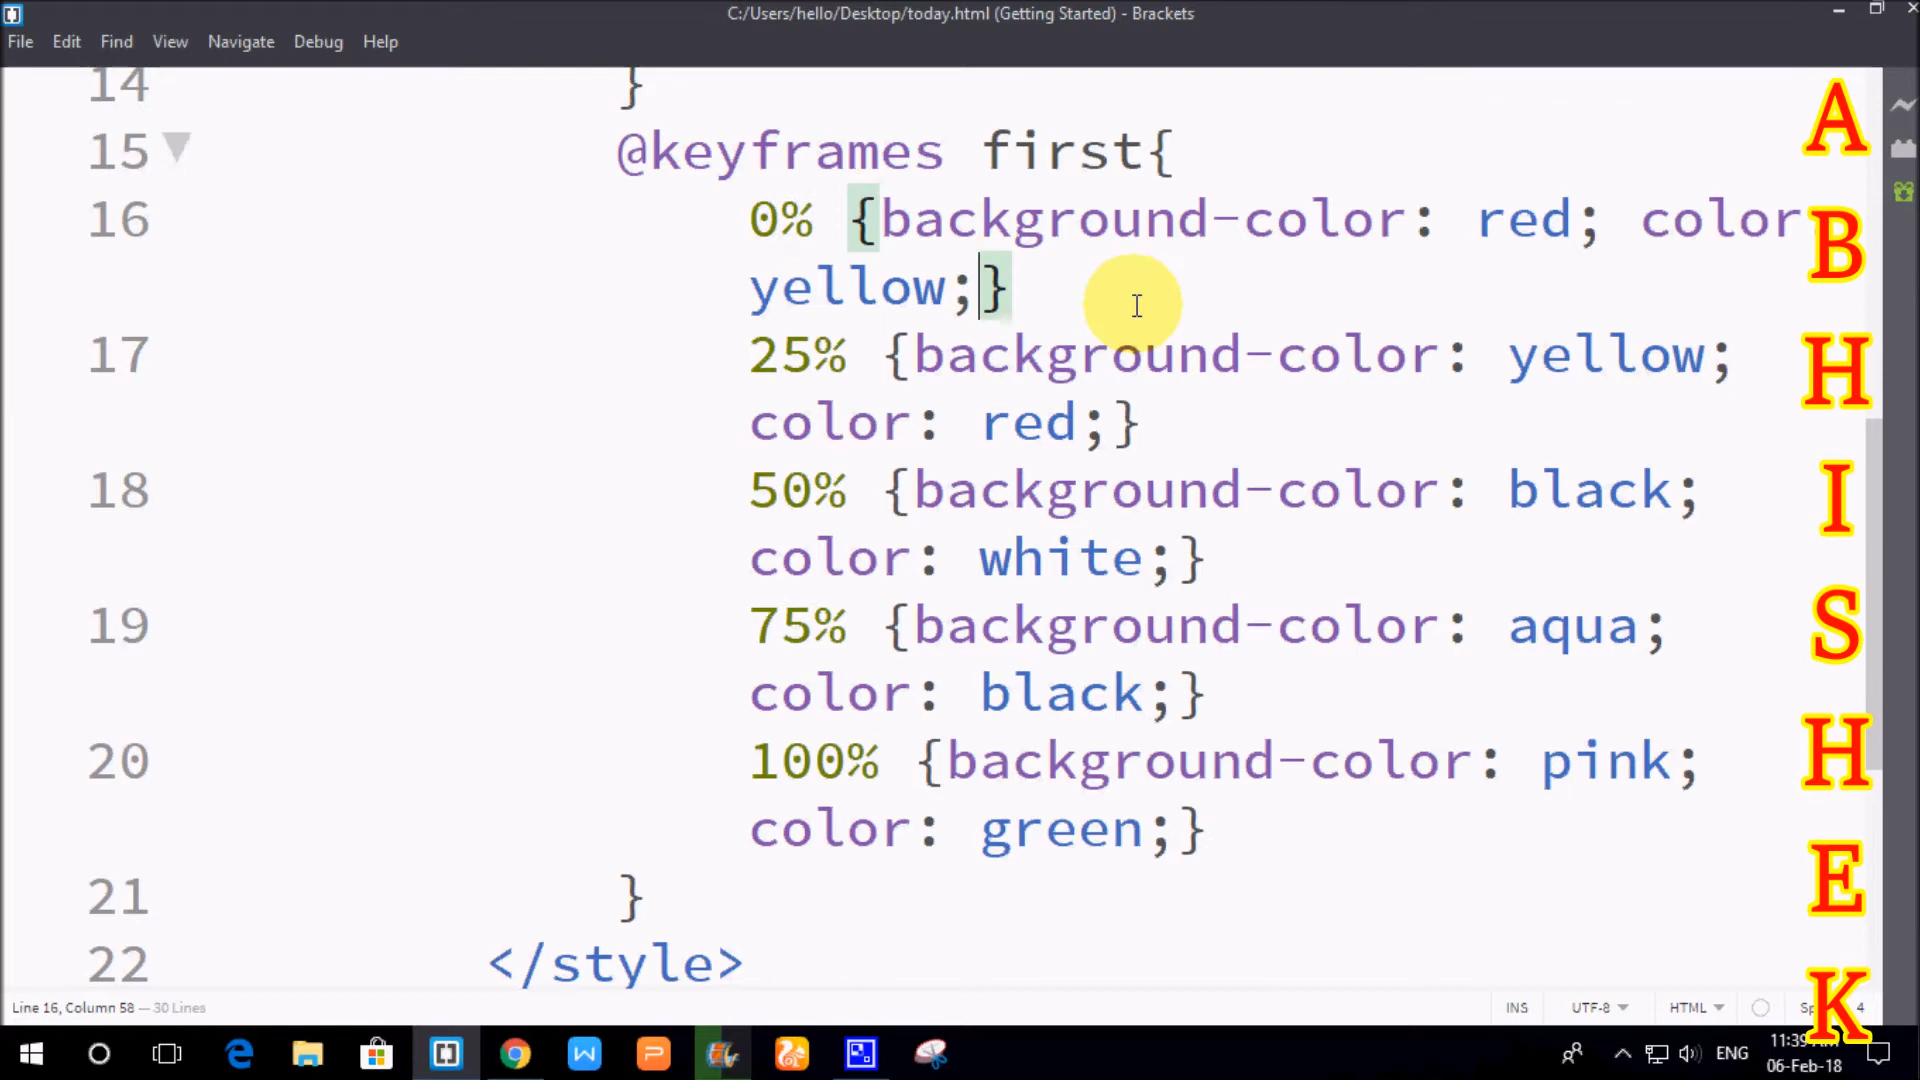 C:/Users/hello/Desktop/today.html (Getting Started) - Brackets
File Edit Find View Navigate Debug Help
14 }
15 @keyframes first{
16 0% {background-color: red; color
yellow;}
17 25% {background-color: yellow;
color: red;}
18 50% {background-color: black;
color: white;}
19 75% {background-color: aqua;
color: black;}
20 100% {background-color: pink;
color: green;}
21 }
22 </style>
A
B
H
I
S
H
E
K
Line 16, Column 58 — 30 Lines
INS UTF-8 HTML 4
ENG
11:39
06-Feb-18